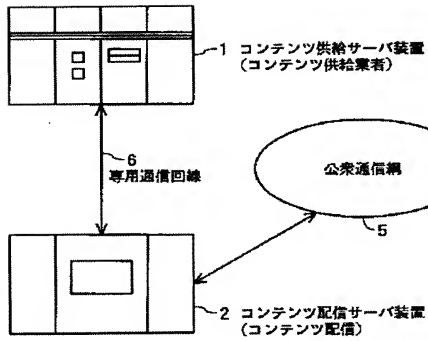 1 コンテンツ供給サーバ装置
(コンテンツ供給業者)
6
専用通信回線
公衆通信網
5
2 コンテンツ配信サーバ装置
(コンテンツ配信)